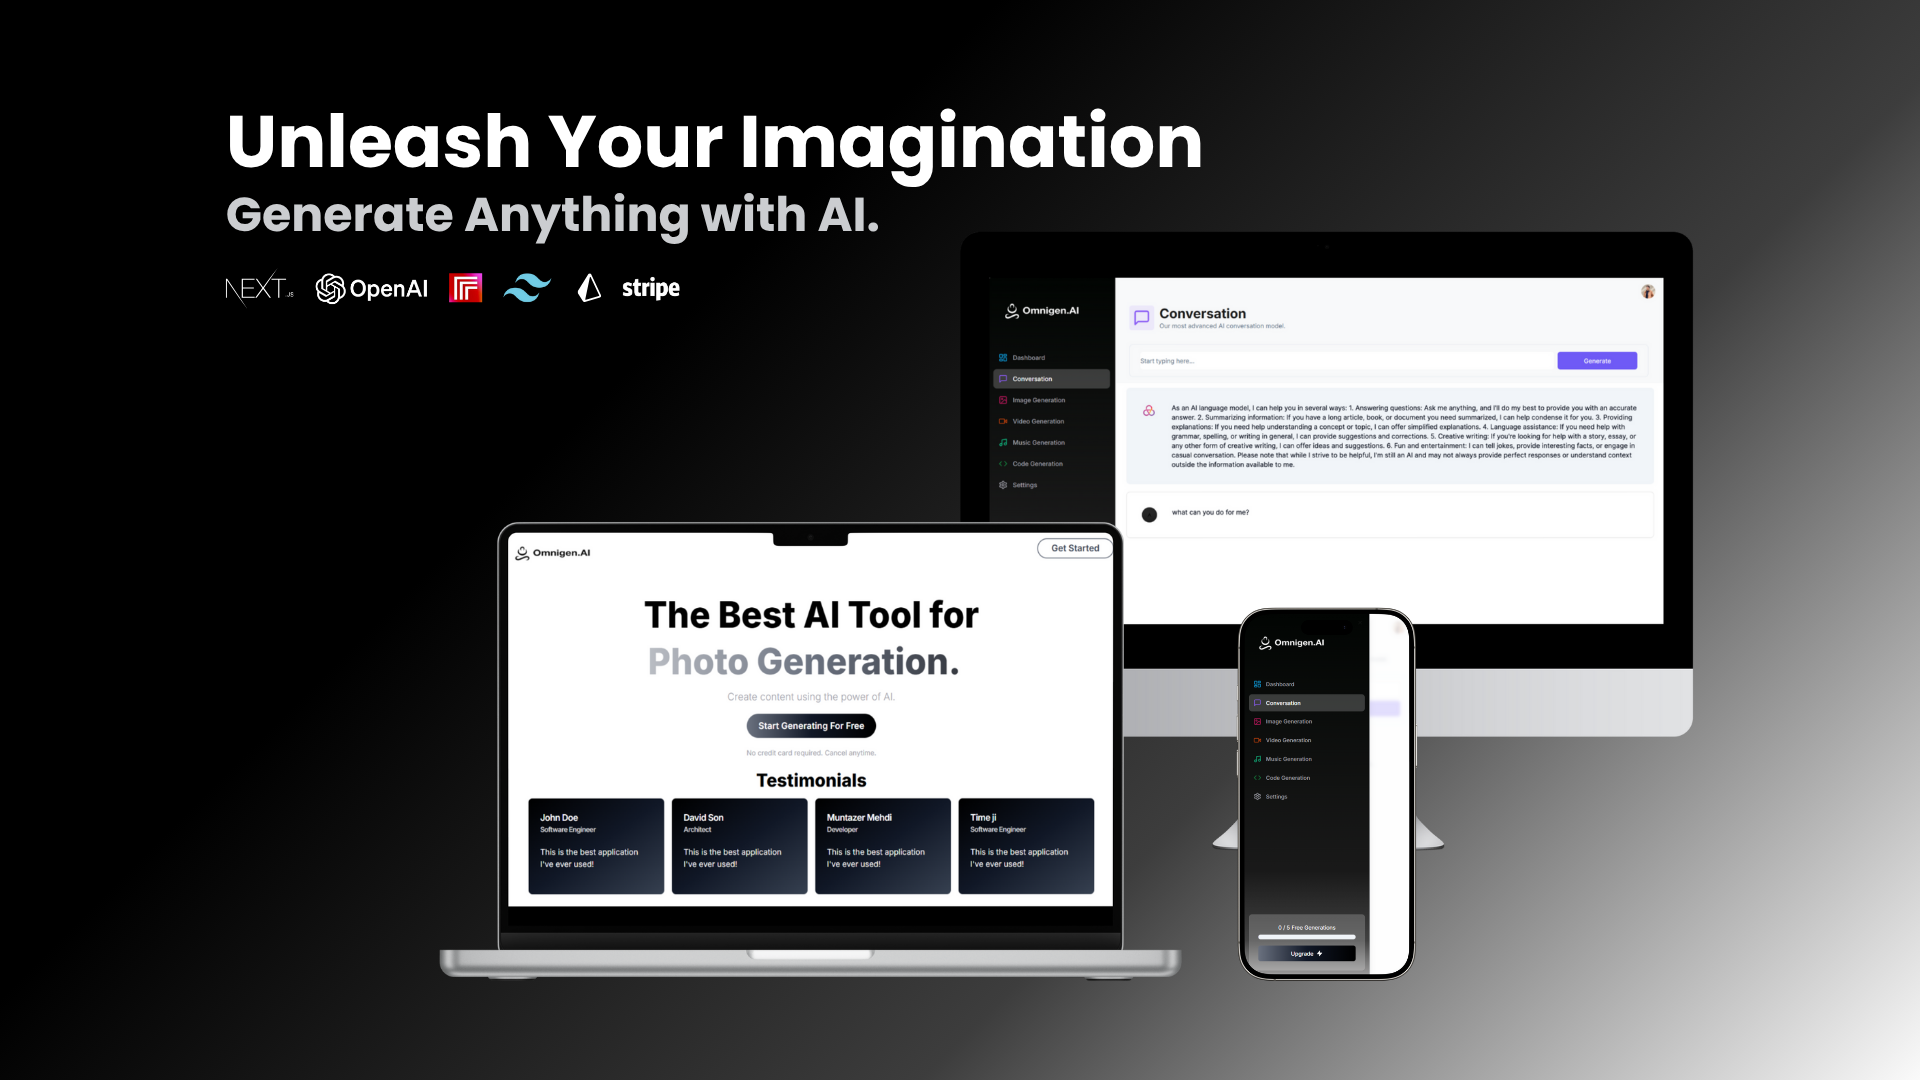 Unleash Your Imagination
Generate Anything with AI.
NEXT.JS
OpenAI
stripe
Omnigen.AI
Dashboard
Conversation
Image Generation
Video Generation
Music Generation
Code Generation
Settings
Conversation
Our most advanced AI conversation model.
Start typing here...
Generate
As an AI language model, I can help you in several ways: 1. Answering questions: Ask me anything, and I'll do my best to provide you with an accurate
answer. 2. Summarizing information: If you have a long article, book, or document you need summarized, I can help condense it for you. 3. Providing
explanations: If you need help understanding a concept or topic, I can offer simplified explanations. 4. Language assistance: If you need help with
grammar, spelling, or writing in general, I can provide suggestions and corrections. 5. Creative writing: If you're looking for help with a story, essay, or
any other form of creative writing, I can offer ideas and suggestions. 6. Fun and entertainment: I can tell jokes, provide interesting facts, or engage in
casual conversation. Please note that while I strive to be helpful, I'm still an AI and may not always provide perfect responses or understand context
outside the information available to me.
what can you do for me?
Omnigen.AI
Get Started
The Best AI Tool for
Photo Generation.
Create content using the power of AI.
Start Generating For Free
No credit card required. Cancel anytime.
Testimonials
John Doe
Software Engineer
This is the best application
I've ever used!
David Son
Architect
This is the best application
I've ever used!
Muntazer Mehdi
Developer
This is the best application
I've ever used!
Time ji
Software Engineer
This is the best application
I've ever used!
Omnigen.AI
Dashboard
Conversation
Image Generation
Video Generation
Music Generation
Code Generation
Settings
0 / 5 Free Generations
Upgrade